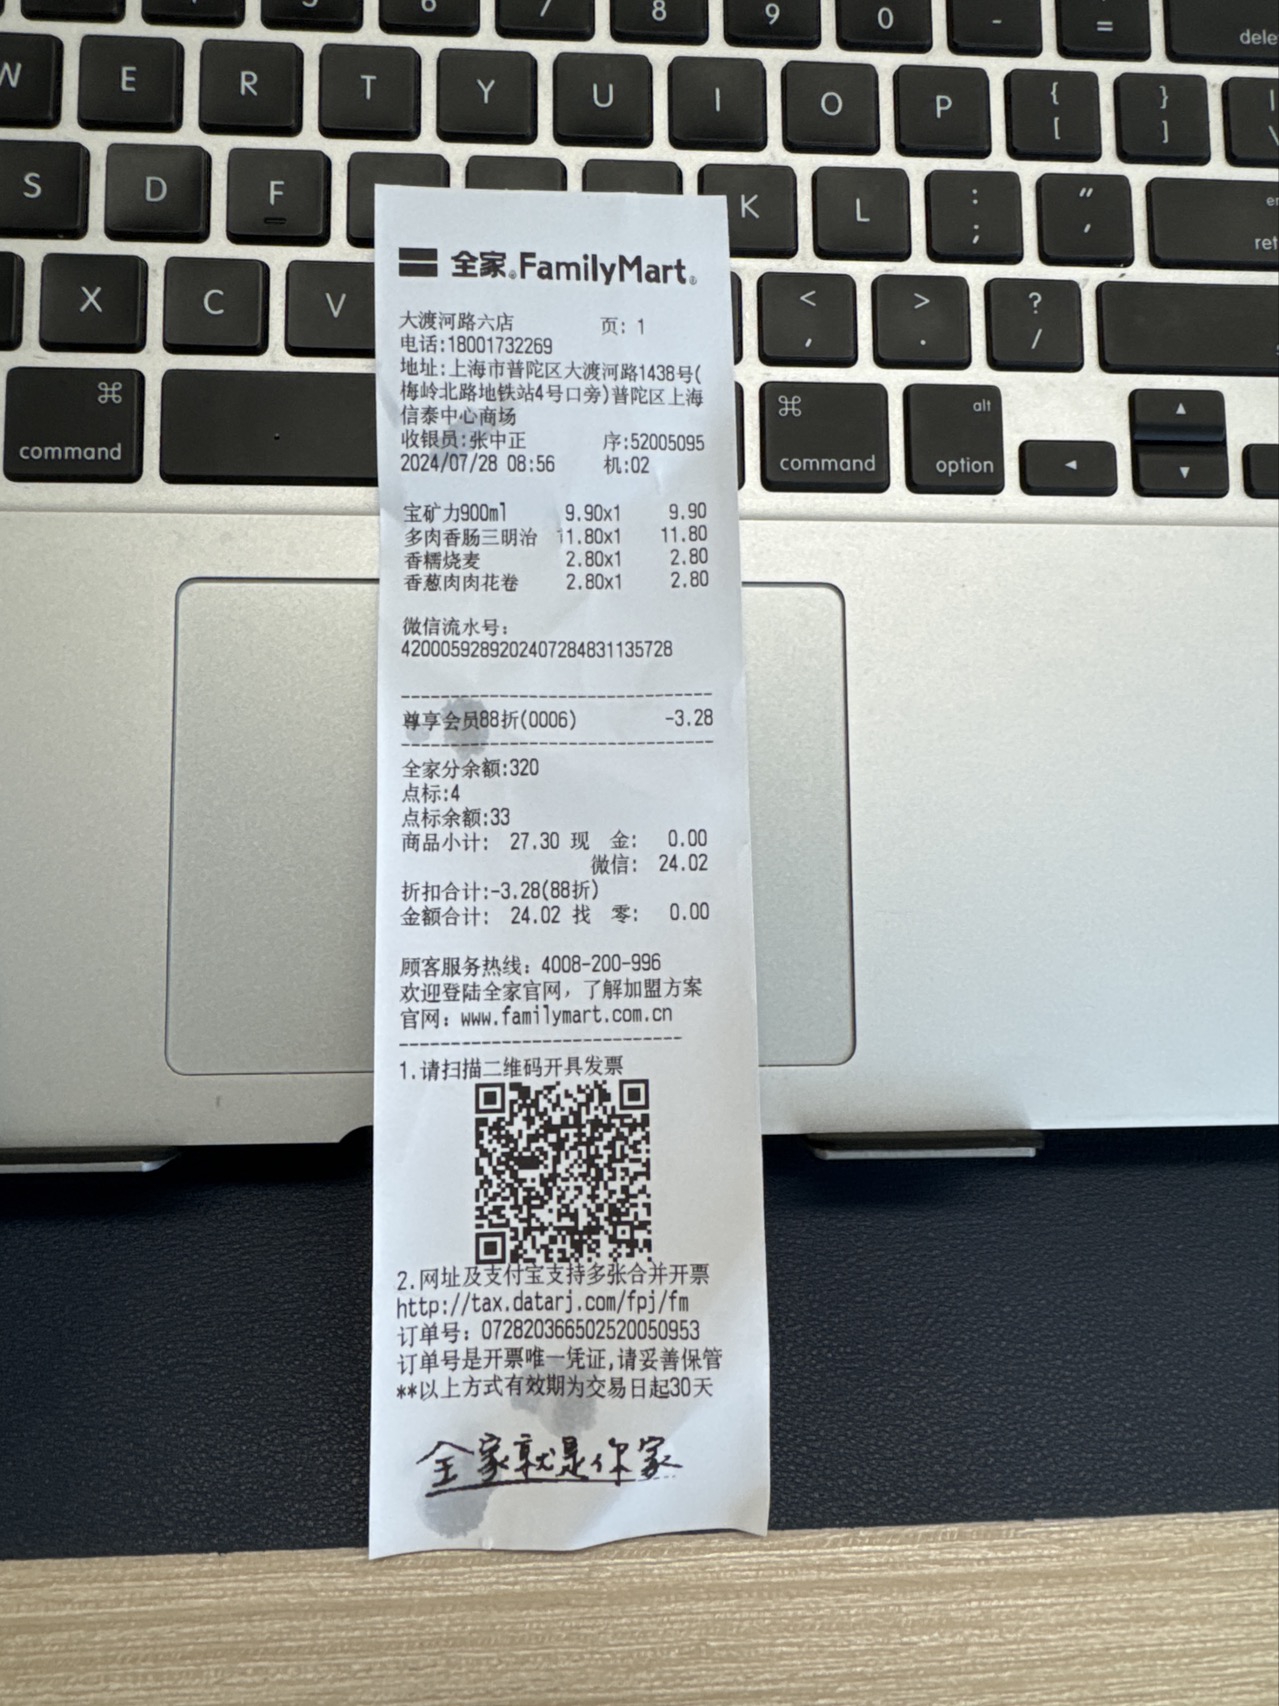 6 7 8 9 0 - =
dele
W E R T Y U I O P { [ } ] | \
S D F K L : ; " '
en
ret
X C V < , > . ? /
⌘ command
⌘ command
alt option
◀ ▲ ▼
全家®FamilyMart®
大渡河路六店 页: 1
电话:18001732269
地址:上海市普陀区大渡河路1438号(
梅岭北路地铁站4号口旁)普陀区上海
信泰中心商场
收银员:张中正 序:52005095
2024/07/28 08:56 机:02
宝矿力900ml 9.90x1 9.90
多肉香肠三明治 11.80x1 11.80
香糯烧麦 2.80x1 2.80
香葱肉肉花卷 2.80x1 2.80
微信流水号:
4200059289202407284831135728
尊享会员88折(0006) -3.28
全家分余额:320
点标:4
点标余额:33
商品小计: 27.30 现 金: 0.00
微信: 24.02
折扣合计:-3.28(88折)
金额合计: 24.02 找 零: 0.00
顾客服务热线: 4008-200-996
欢迎登陆全家官网, 了解加盟方案
官网: www.familymart.com.cn
1.请扫描二维码开具发票
2.网址及支付宝支持多张合并开票
http://tax.datarj.com/fpj/fm
订单号: 072820366502520050953
订单号是开票唯一凭证,请妥善保管
**以上方式有效期为交易日起30天
全家就是你家